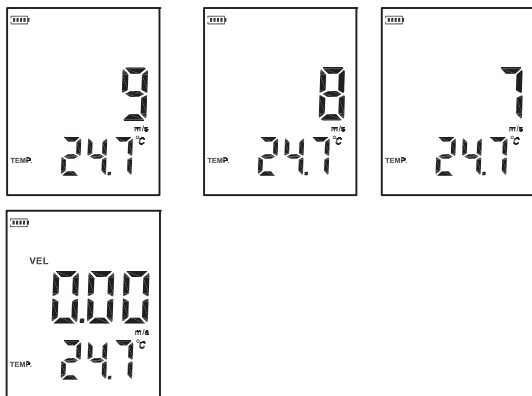 9
m/s
°C
TEMP. 24.7
8
m/s
°C
TEMP. 24.7
7
m/s
°C
TEMP. 24.7
VEL
0.00
m/s
°C
TEMP. 24.7